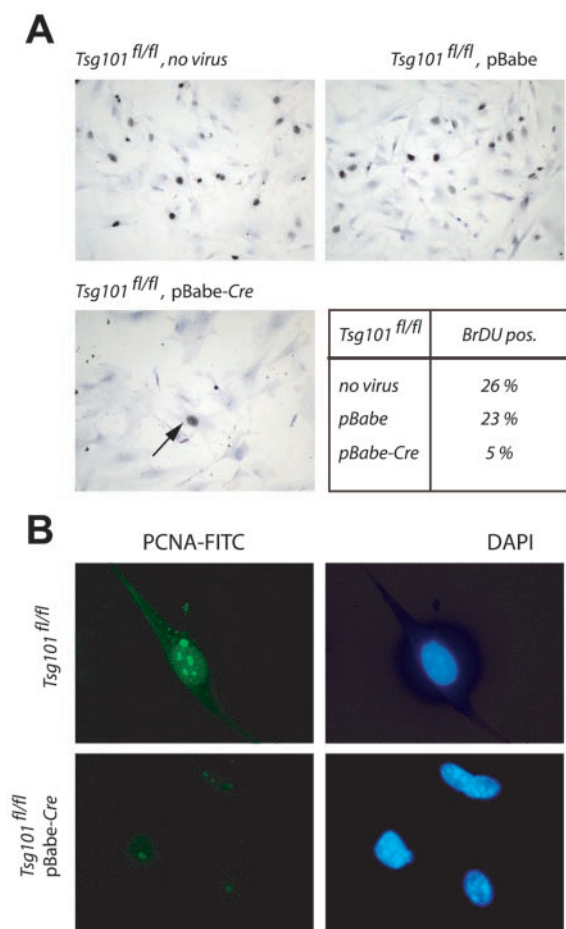 A
Tsg101 fl/fl, no virus
Tsg101 fl/fl, pBabe
Tsg101 fl/fl, pBabe-Cre
Tsg101 fl/fl BrDU pos.
no virus 26 %
pBabe 23 %
pBabe-Cre 5 %
B
PCNA-FITC DAPI
Tsg101 fl/fl
Tsg101 fl/fl
pBabe-Cre